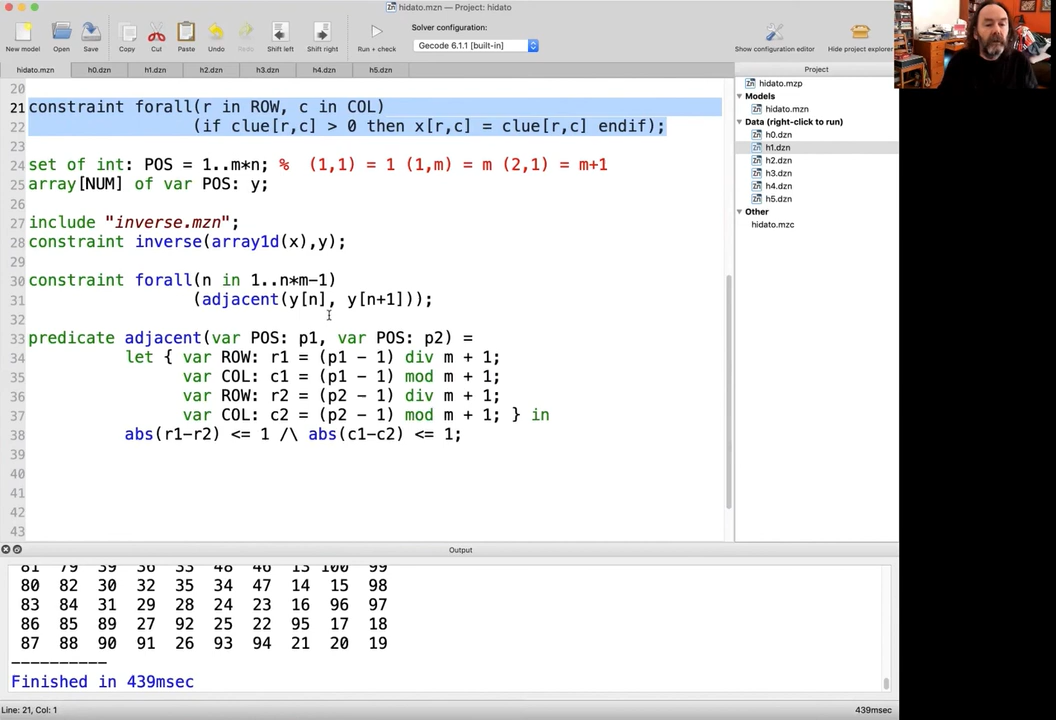 hidato.mzn — Project: hidato
Solver configuration:
New model Open Save Copy Cut Paste Undo Redo Shift left Shift right Run + check Gecode 6.1.1 [built-in] Show configuration editor Hide project explorer
hidato.mzn h0.dzn h1.dzn h2.dzn h3.dzn h4.dzn h5.dzn
20
21 constraint forall(r in ROW, c in COL)
22 (if clue[r,c] > 0 then x[r,c] = clue[r,c] endif);
23
24 set of int: POS = 1..m*n; % (1,1) = 1 (1,m) = m (2,1) = m+1
25 array[NUM] of var POS: y;
26
27 include "inverse.mzn";
28 constraint inverse(array1d(x),y);
29
30 constraint forall(n in 1..n*m-1)
31 (adjacent(y[n], y[n+1]));
32
33 predicate adjacent(var POS: p1, var POS: p2) =
34 let { var ROW: r1 = (p1 - 1) div m + 1;
35 var COL: c1 = (p1 - 1) mod m + 1;
36 var ROW: r2 = (p2 - 1) div m + 1;
37 var COL: c2 = (p2 - 1) mod m + 1; } in
38 abs(r1-r2) <= 1 /\ abs(c1-c2) <= 1;
39
40
41
42
43
Project
hidato.mzp
Models
hidato.mzn
Data (right-click to run)
h0.dzn
h1.dzn
h2.dzn
h3.dzn
h4.dzn
h5.dzn
Other
hidato.mzc
Output
81 79 39 36 33 48 46 13 100 99
80 82 30 32 35 34 47 14 15 98
83 84 31 29 28 24 23 16 96 97
86 85 89 27 92 25 22 95 17 18
87 88 90 91 26 93 94 21 20 19
----------
Finished in 439msec
Line: 21, Col: 1 439msec